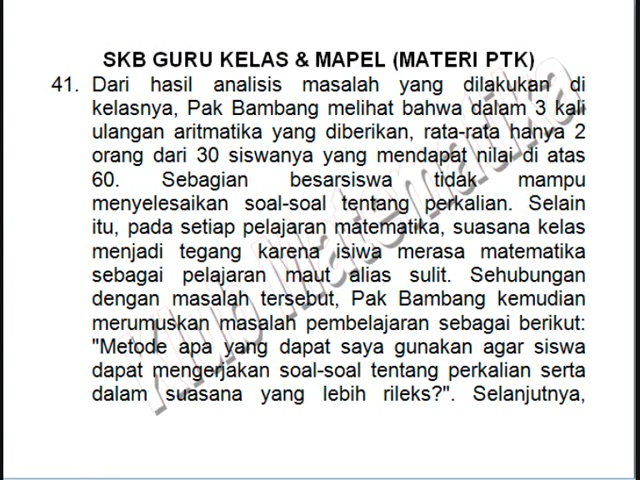 SKB GURU KELAS & MAPEL (MATERI PTK)
41. Dari hasil analisis masalah yang dilakukan di
kelasnya, Pak Bambang melihat bahwa dalam 3 kali
ulangan aritmatika yang diberikan, rata-rata hanya 2
orang dari 30 siswanya yang mendapat nilai di atas
60. Sebagian besarsiswa tidak mampu
menyelesaikan soal-soal tentang perkalian. Selain
itu, pada setiap pelajaran matematika, suasana kelas
menjadi tegang karena isiwa merasa matematika
sebagai pelajaran maut alias sulit. Sehubungan
dengan masalah tersebut, Pak Bambang kemudian
merumuskan masalah pembelajaran sebagai berikut:
"Metode apa yang dapat saya gunakan agar siswa
dapat mengerjakan soal-soal tentang perkalian serta
dalam suasana yang lebih rileks?". Selanjutnya,
Klub Matematika